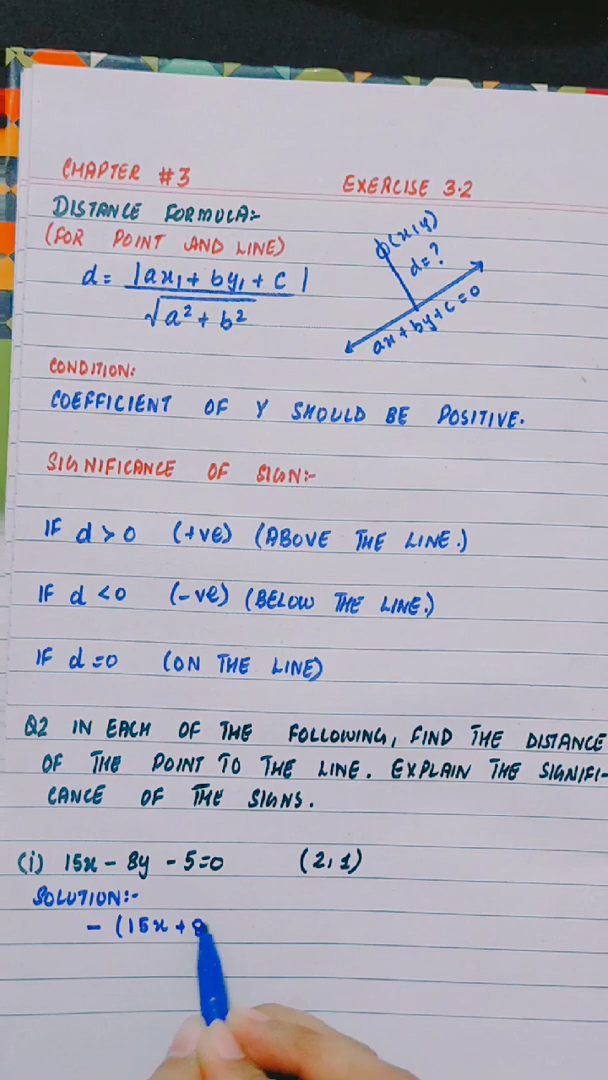 CHAPTER #3 EXERCISE 3.2
DISTANCE FORMULA:-
(FOR POINT AND LINE)
d = |ax₁ + by₁ + c|
√a² + b²
(x,y)
d=?
ax+by+c=0
CONDITION:
COEFFICIENT OF Y SHOULD BE POSITIVE.
SIGNIFICANCE OF SIGN:-
IF d > 0 (+ve) (ABOVE THE LINE.)
IF d < 0 (-ve) (BELOW THE LINE.)
IF d = 0 (ON THE LINE)
Q2 IN EACH OF THE FOLLOWING, FIND THE DISTANCE
OF THE POINT TO THE LINE. EXPLAIN THE SIGNIFI-
CANCE OF THE SIGNS.
(i) 15x - 8y - 5=0 (2,1)
SOLUTION:-
- (15x + 8